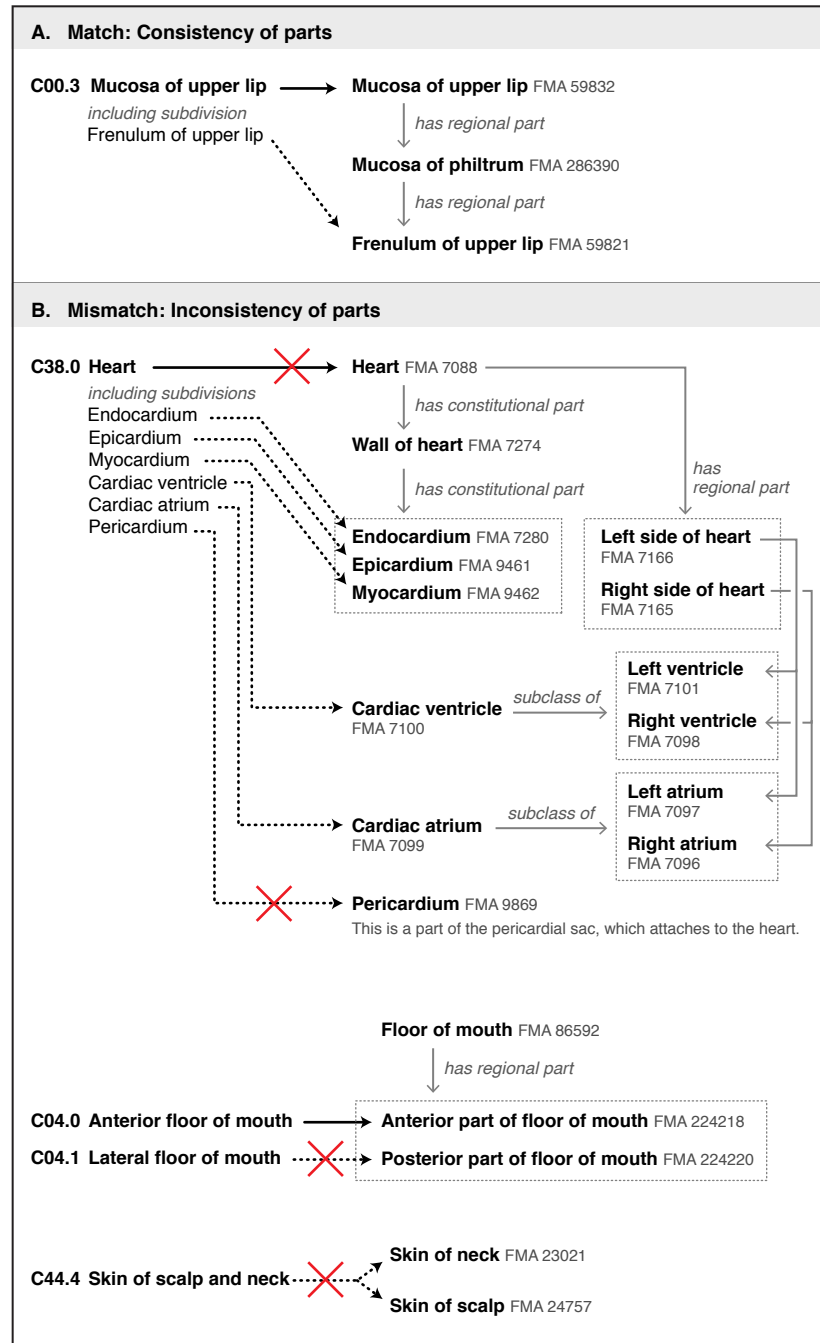 A. Match: Consistency of parts
C00.3 Mucosa of upper lip
including subdivision
Frenulum of upper lip
Mucosa of upper lip FMA 59832
has regional part
Mucosa of philtrum FMA 286390
has regional part
Frenulum of upper lip FMA 59821
B. Mismatch: Inconsistency of parts
C38.0 Heart
including subdivisions
Endocardium
Epicardium
Myocardium
Cardiac ventricle
Cardiac atrium
Pericardium
Heart FMA 7088
has constitutional part
Wall of heart FMA 7274
has constitutional part
has
regional part
Endocardium FMA 7280
Epicardium FMA 9461
Myocardium FMA 9462
Left side of heart
FMA 7166
Right side of heart
FMA 7165
Cardiac ventricle
FMA 7100
subclass of
Left ventricle
FMA 7101
Right ventricle
FMA 7098
Cardiac atrium
FMA 7099
subclass of
Left atrium
FMA 7097
Right atrium
FMA 7096
Pericardium FMA 9869
This is a part of the pericardial sac, which attaches to the heart.
Floor of mouth FMA 86592
has regional part
C04.0 Anterior floor of mouth
Anterior part of floor of mouth FMA 224218
C04.1 Lateral floor of mouth
Posterior part of floor of mouth FMA 224220
C44.4 Skin of scalp and neck
Skin of neck FMA 23021
Skin of scalp FMA 24757